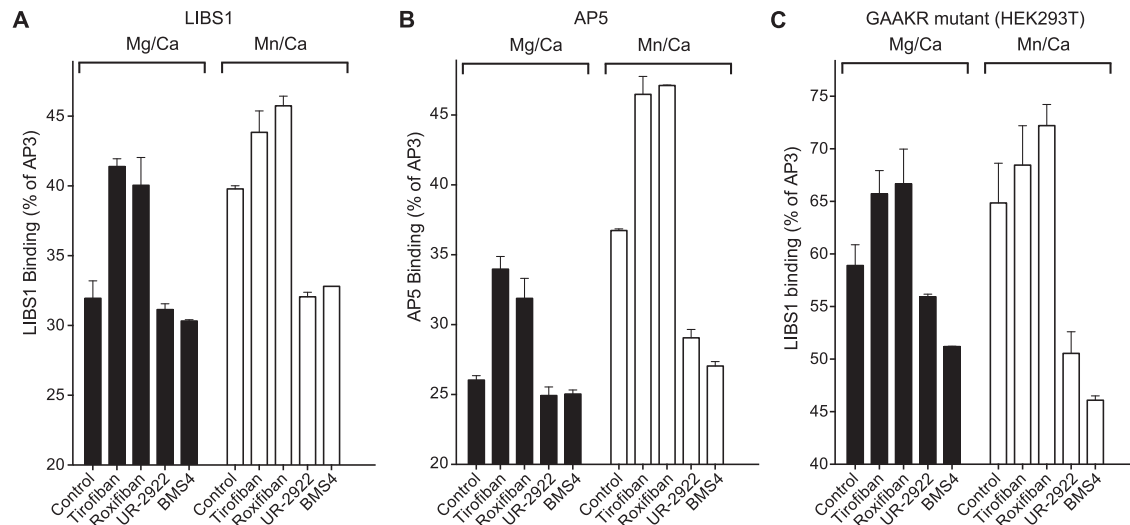 A
LIBS1
Mg/Ca
Mn/Ca
LIBS1 Binding (% of AP3)
45
40
35
30
25
20
Control
Tirofiban
Roxifiban
UR-2922
BMS4
Control
Tirofiban
Roxifiban
UR-2922
BMS4
B
AP5
Mg/Ca
Mn/Ca
AP5 Binding (% of AP3)
45
40
35
30
25
20
Control
Tirofiban
Roxifiban
UR-2922
BMS4
Control
Tirofiban
Roxifiban
UR-2922
BMS4
C
GAAKR mutant (HEK293T)
Mg/Ca
Mn/Ca
LIBS1 binding (% of AP3)
75
70
65
60
55
50
45
40
Control
Tirofiban
Roxifiban
UR-2922
BMS4
Control
Tirofiban
Roxifiban
UR-2922
BMS4